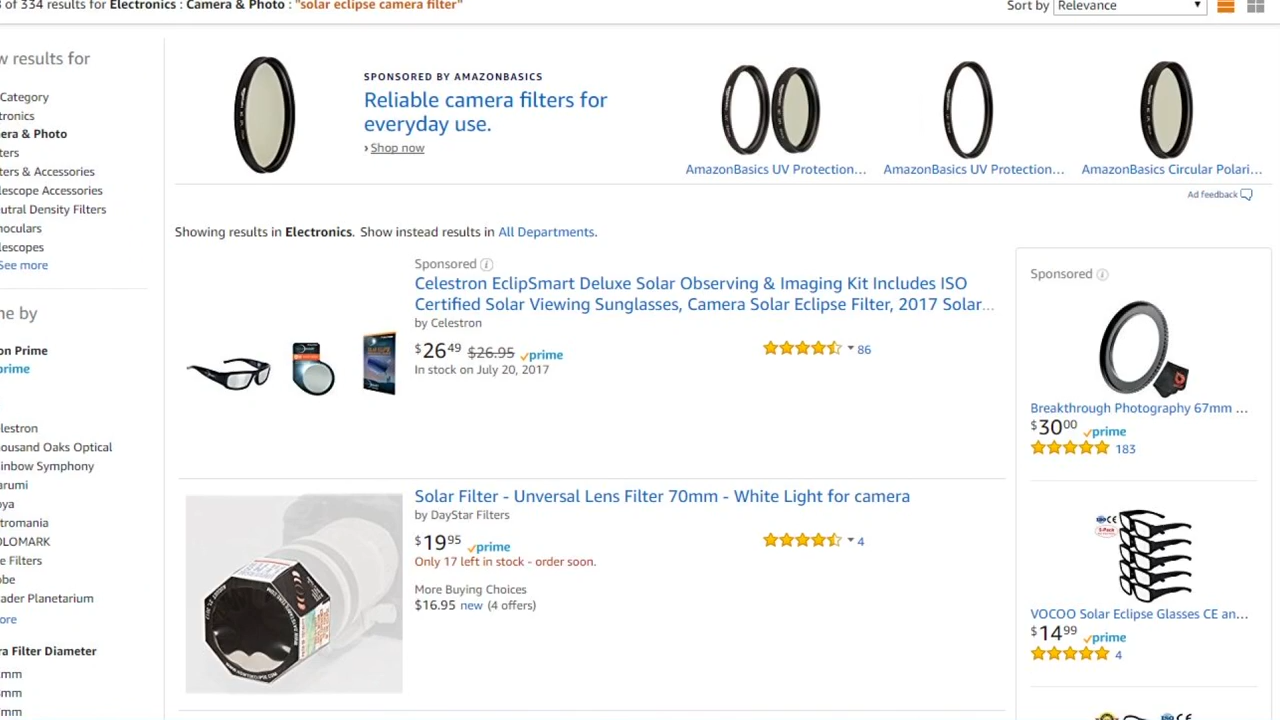 of 334 results for Electronics : Camera & Photo : "solar eclipse camera filter"
Sort by Relevance
w results for
Category
tronics
era & Photo
ters
ters & Accessories
lescope Accessories
utral Density Filters
noculars
lescopes
See more
ne by
on Prime
prime
lestron
ousand Oaks Optical
inbow Symphony
arumi
oya
tromania
OLOMARK
e Filters
obe
ader Planetarium
ore
ra Filter Diameter
mm
mm
mm
SPONSORED BY AMAZONBASICS
Reliable camera filters for
everyday use.
› Shop now
AmazonBasics UV Protection...
AmazonBasics UV Protection...
AmazonBasics Circular Polari...
Ad feedback
Showing results in Electronics. Show instead results in All Departments.
Sponsored
Celestron EclipSmart Deluxe Solar Observing & Imaging Kit Includes ISO
Certified Solar Viewing Sunglasses, Camera Solar Eclipse Filter, 2017 Solar...
by Celestron
$26.49 $26.95 prime
In stock on July 20, 2017
86
Solar Filter - Unversal Lens Filter 70mm - White Light for camera
by DayStar Filters
$19.95 prime
Only 17 left in stock - order soon.
More Buying Choices
$16.95 new (4 offers)
4
Sponsored
Breakthrough Photography 67mm ...
$30.00 prime
183
VOCOO Solar Eclipse Glasses CE an...
$14.99 prime
4